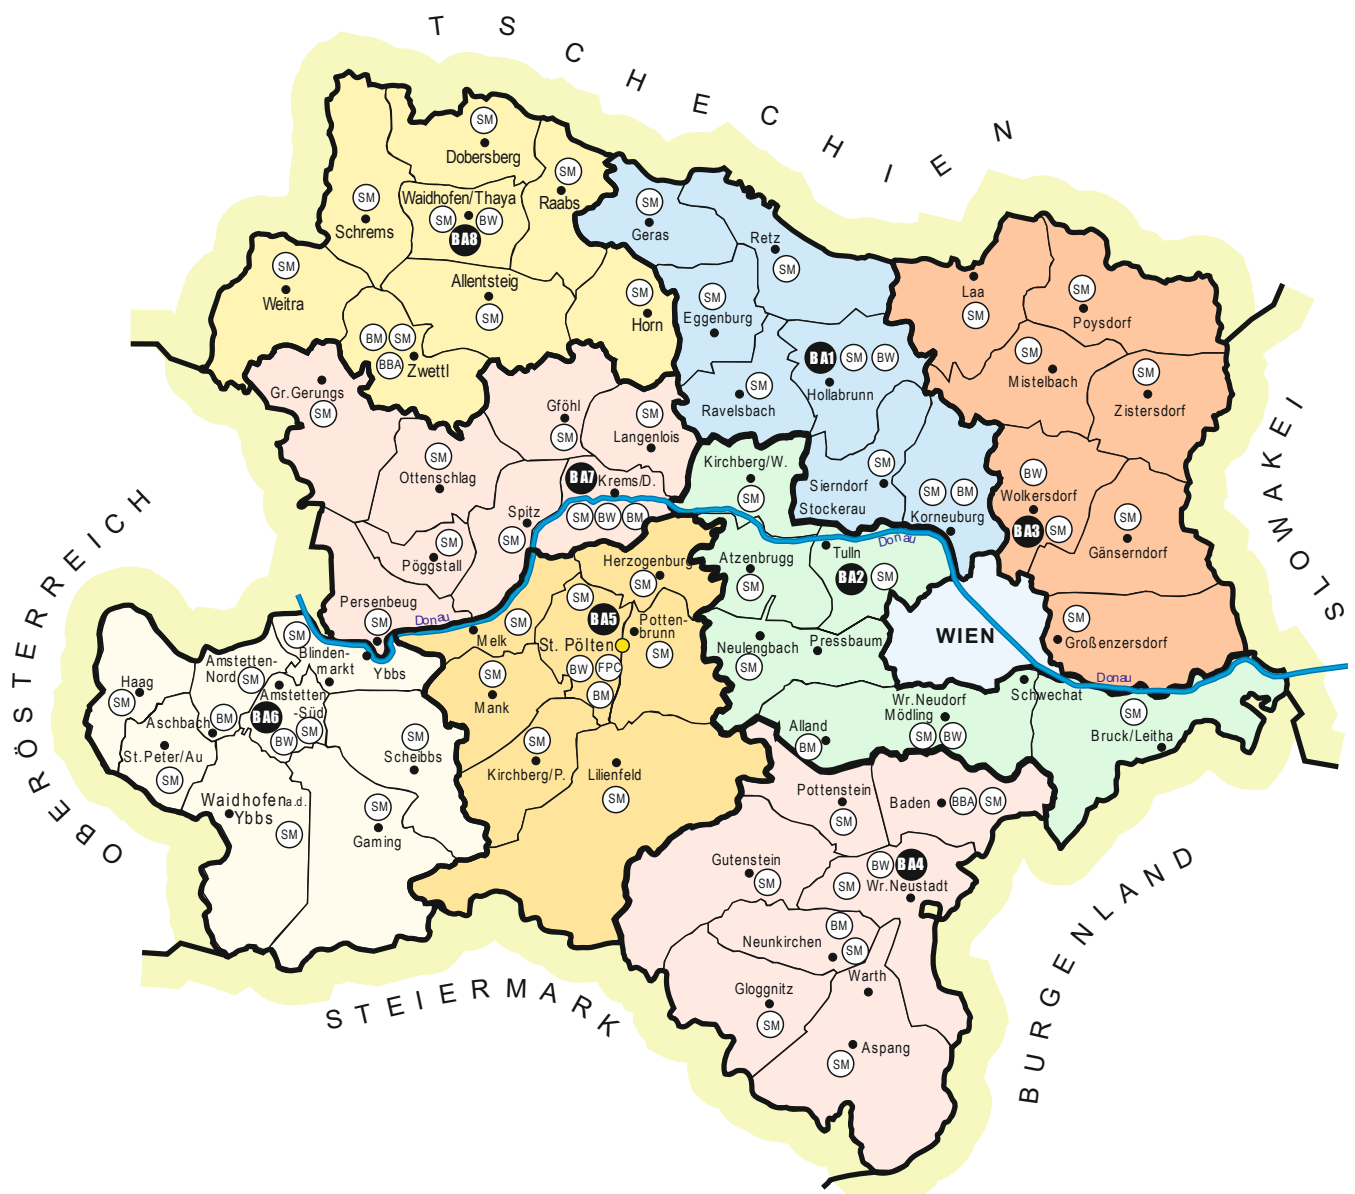 TSCHECHIEN
SM
Dobersberg
SM
Raabs
Waidhofen/Thaya
SM
BW
BA8
SM
Schrems
SM
Weitra
Allentsteig
SM
SM
Horn
BM
SM
BBA
Zwettl
SM
Geras
Retz
SM
SM
Eggenburg
BA1
SM
BW
Hollabrunn
SM
Ravelsbach
SM
Sierndorf
Stockerau
SM
BM
Korneuburg
Laa
SM
SM
Poysdorf
SM
Mistelbach
SM
Zistersdorf
BW
Wolkersdorf
BA3
SM
SM
Gänserndorf
SM
Großenzersdorf
SLOWAKEI
Gr.Gerungs
SM
Gföhl
SM
SM
Langenlois
SM
Ottenschlag
BA7
Krems/D.
SM
BW
BM
Spitz
SM
SM
Pöggstall
Persenbeug
SM
Donau
Kirchberg/W.
SM
Atzenbrugg
SM
Tulln
Donau
BA2
SM
Neulengbach
SM
Pressbaum
WIEN
Schwechat
Donau
SM
Bruck/Leitha
Wr.Neudorf
Mödling
SM
BW
Alland
BM
Herzogenburg
SM
SM
BA5
Potten-
brunn
SM
St. Pölten
BW
FPC
BM
SM
Melk
SM
Mank
SM
Kirchberg/P.
Lilienfeld
SM
OBERÖSTERREICH
SM
Blinden-
markt
Ybbs
Amstetten-
Nord
SM
Haag
SM
Amstetten
-Süd
BA6
BW
SM
Aschbach
BM
St.Peter/Au
SM
SM
Scheibbs
Waidhofen a.d.
Ybbs
SM
SM
Gaming
Pottenstein
SM
Baden
BBA
SM
Gutenstein
SM
BW
BA4
SM
Wr.Neustadt
BM
Neunkirchen
SM
Warth
Gloggnitz
SM
Aspang
SM
STEIERMARK
BURGENLAND